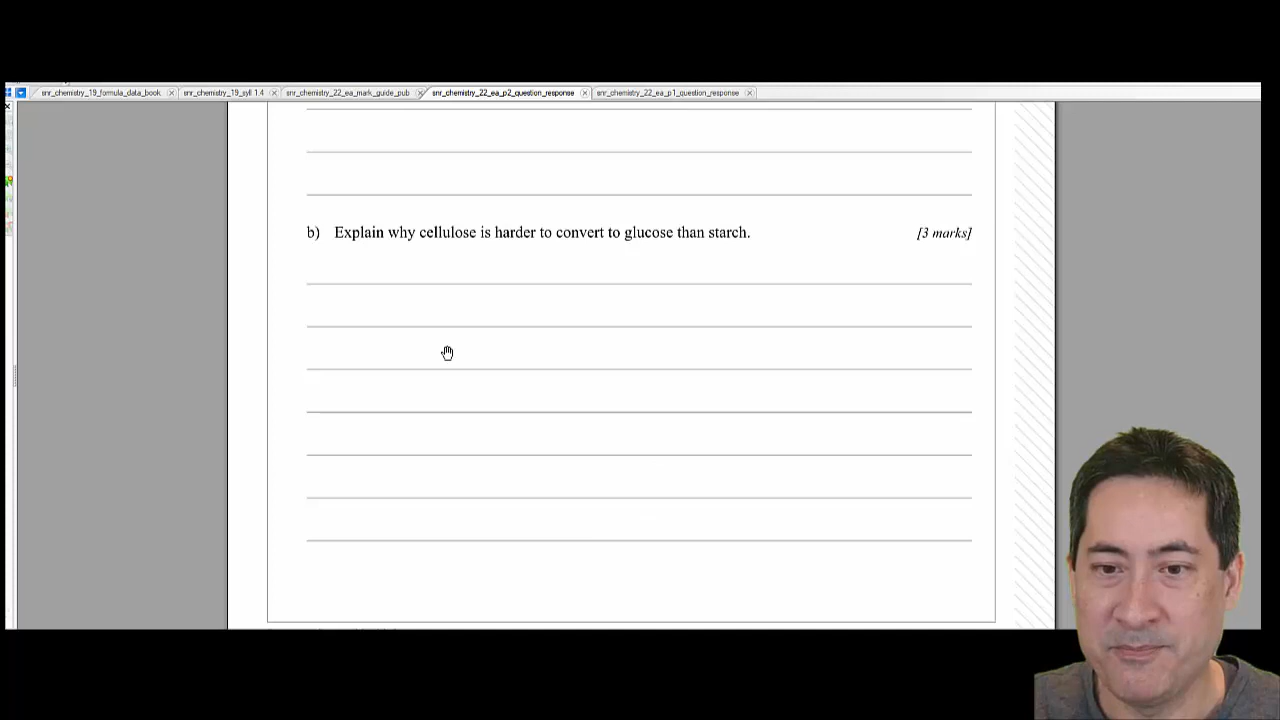 snr_chemistry_19_formula_data_book snr_chemistry_19_syll 1.4 snr_chemistry_22_ea_mark_guide_pub snr_chemistry_22_ea_p2_question_response snr_chemistry_22_ea_p1_question_response
b) Explain why cellulose is harder to convert to glucose than starch. [3 marks]